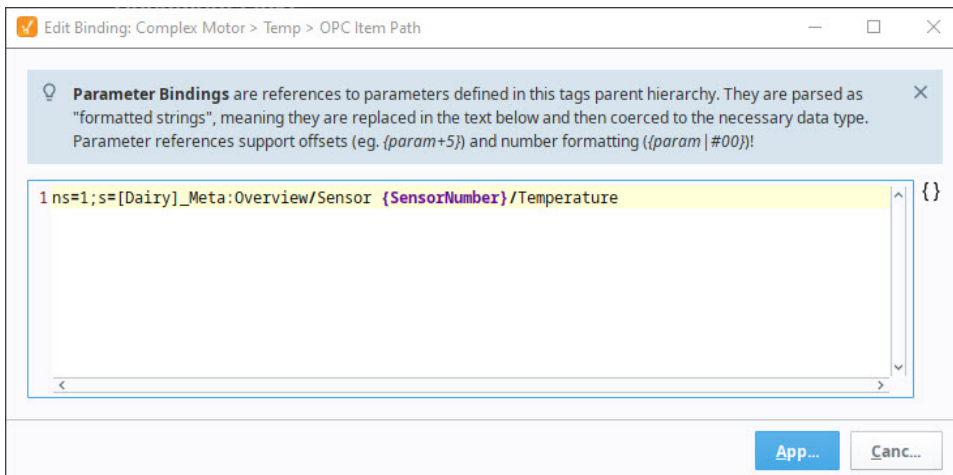 Edit Binding: Complex Motor > Temp > OPC Item Path
Parameter Bindings are references to parameters defined in this tags parent hierarchy. They are parsed as
"formatted strings", meaning they are replaced in the text below and then coerced to the necessary data type.
Parameter references support offsets (eg. {param+5}) and number formatting ({param|#00})!
1 ns=1;s=[Dairy]_Meta:Overview/Sensor {SensorNumber}/Temperature
{}
App... Canc...